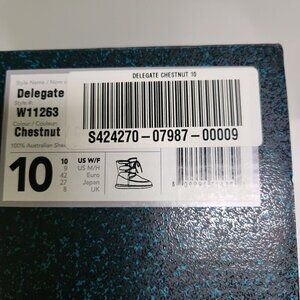 Style Name / Nom
Delegate
Style #:
W11263
Colour / Couleur:
Chestnut
100% Australian
DELEGATE CHESTNUT 10
S424270-07987-00009
10
10 US W/F
9 US M/H
42 Euro
27 Japan
8 UK